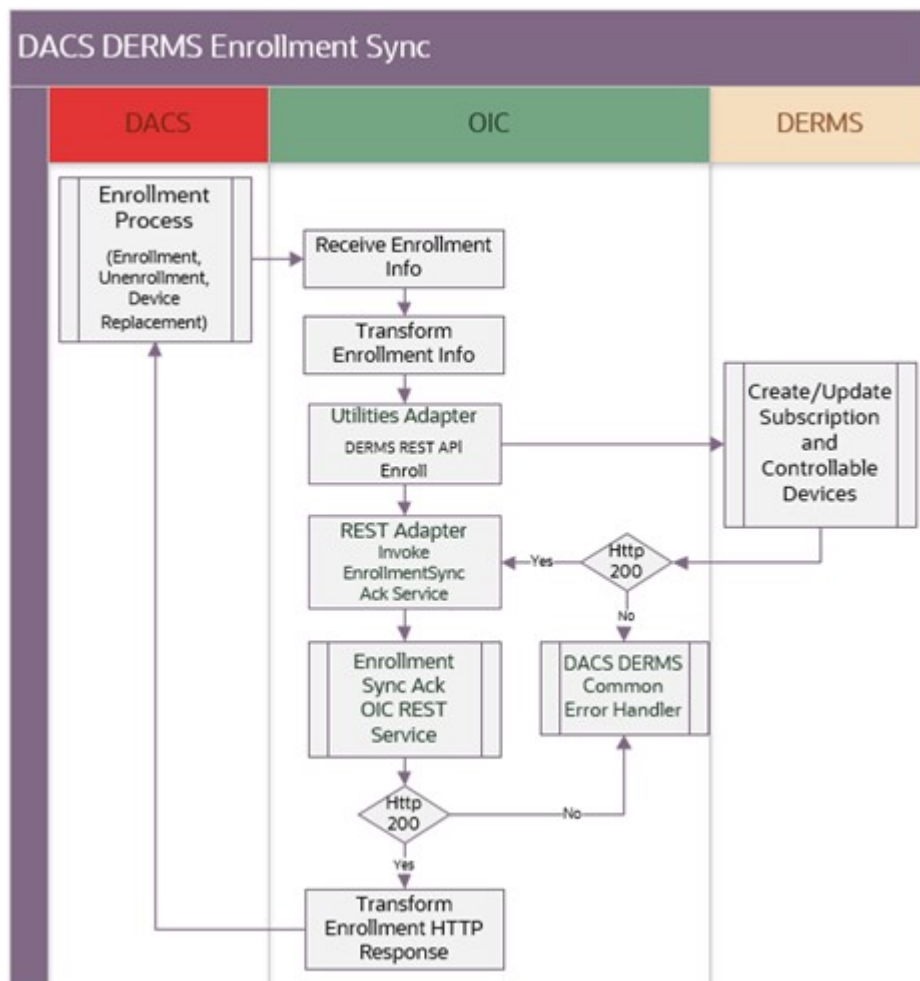 DACS DERMS Enrollment Sync
DACS
OIC
DERMS
Enrollment
Process
(Enrollment,
Unenrollment,
Device
Replacement)
Receive Enrollment
Info
Transform
Enrollment Info
Utilities Adapter
DERMS REST API
Enroll
Create/Update
Subscription
and
Controllable
Devices
REST Adapter
Invoke
EnrollmentSync
Ack Service
Yes
Http
200
No
Enrollment
Sync Ack
OIC REST
Service
DACS DERMS
Common
Error Handler
Http
200
No
Yes
Transform
Enrollment HTTP
Response